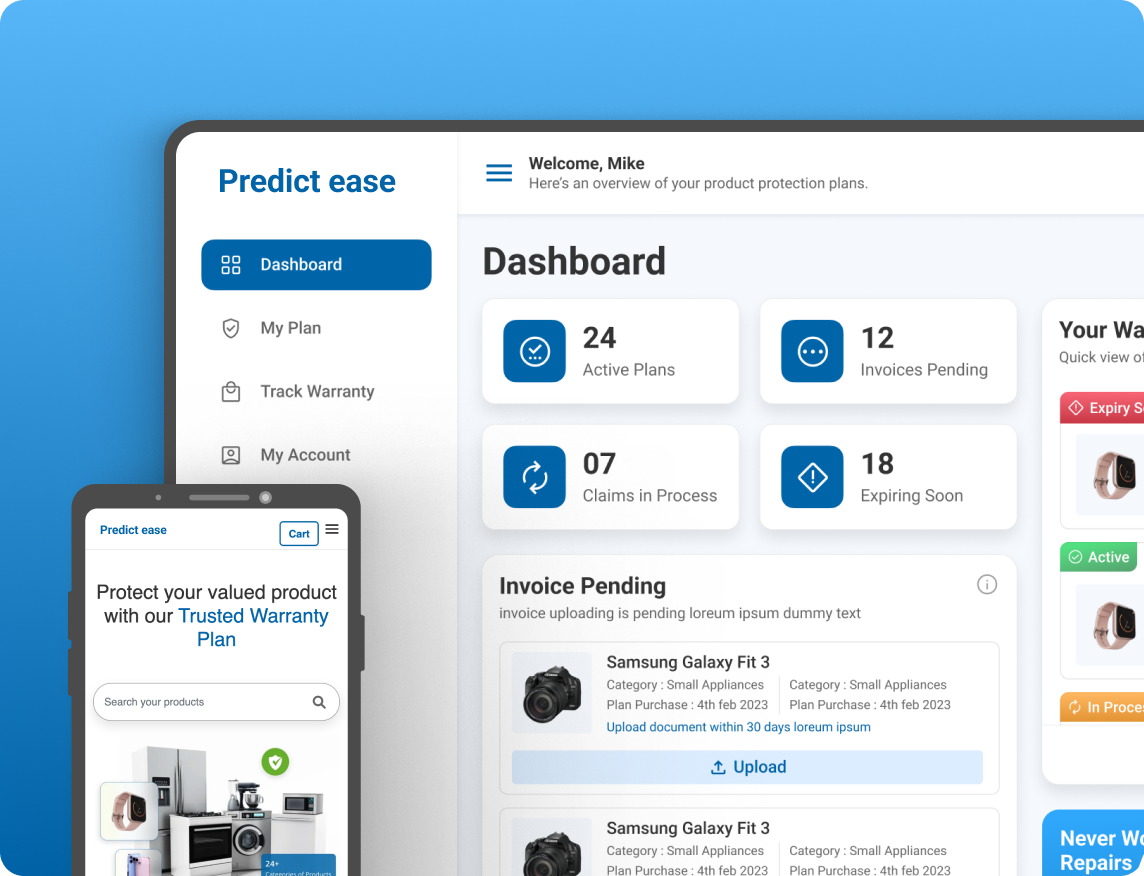 Predict ease
Dashboard
My Plan
Track Warranty
My Account
Welcome, Mike
Here's an overview of your product protection plans.
Dashboard
24
Active Plans
12
Invoices Pending
07
Claims in Process
18
Expiring Soon
Invoice Pending
invoice uploading is pending loreum ipsum dummy text
Samsung Galaxy Fit 3
Category : Small Appliances Category : Small Appliances
Plan Purchase : 4th feb 2023 Plan Purchase : 4th feb 2023
Upload document within 30 days loreum ipsum
Upload
Samsung Galaxy Fit 3
Category : Small Appliances Category : Small Appliances
Plan Purchase : 4th feb 2023 Plan Purchase : 4th feb 2023
Your Wa
Quick view of
Expiry S
Active
In Proces
Never Wo
Repairs
Predict ease
Cart
Protect your valued product
with our Trusted Warranty
Plan
Search your products
24+
Categories of Products